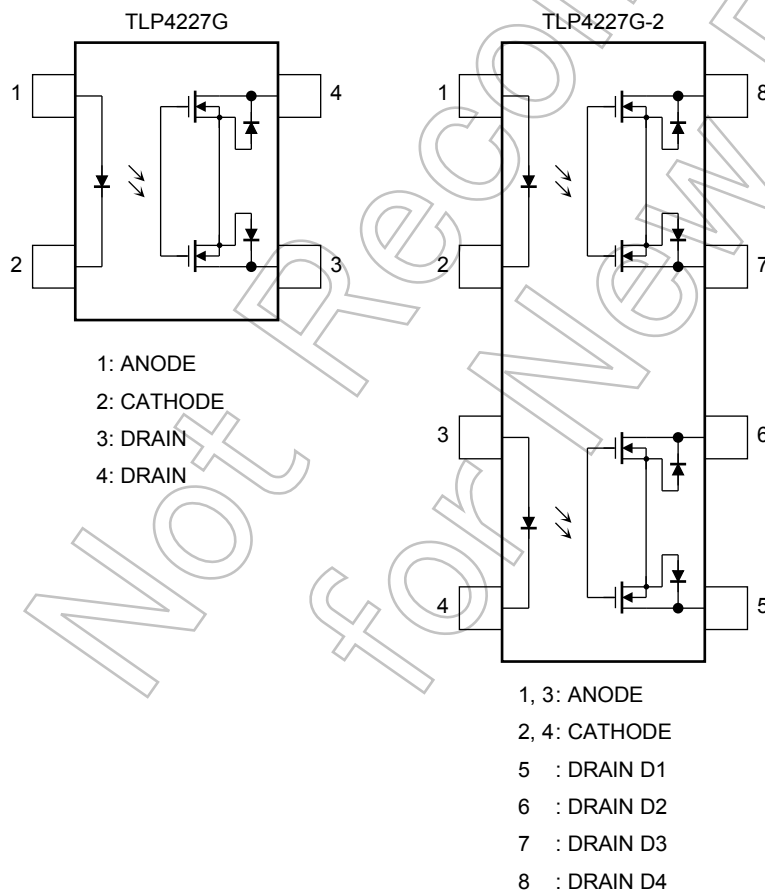 TLP4227G
1
4
2
3
1: ANODE
2: CATHODE
3: DRAIN
4: DRAIN
TLP4227G-2
1
8
2
7
3
6
4
5
1, 3: ANODE
2, 4: CATHODE
5 : DRAIN D1
6 : DRAIN D2
7 : DRAIN D3
8 : DRAIN D4
Not
for New